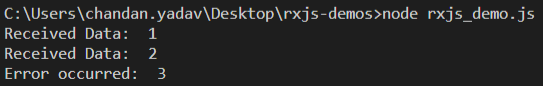 C:\Users\chandan.yadav\Desktop\rxjs-demos>node rxjs_demo.js
Received Data:  1
Received Data:  2
Error occurred:  3